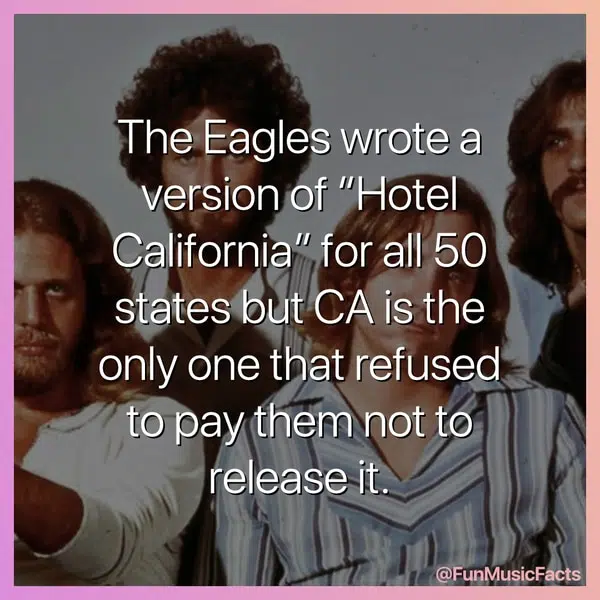 The Eagles wrote a
version of “Hotel
California” for all 50
states but CA is the
only one that refused
to pay them not to
release it.
@FunMusicFacts